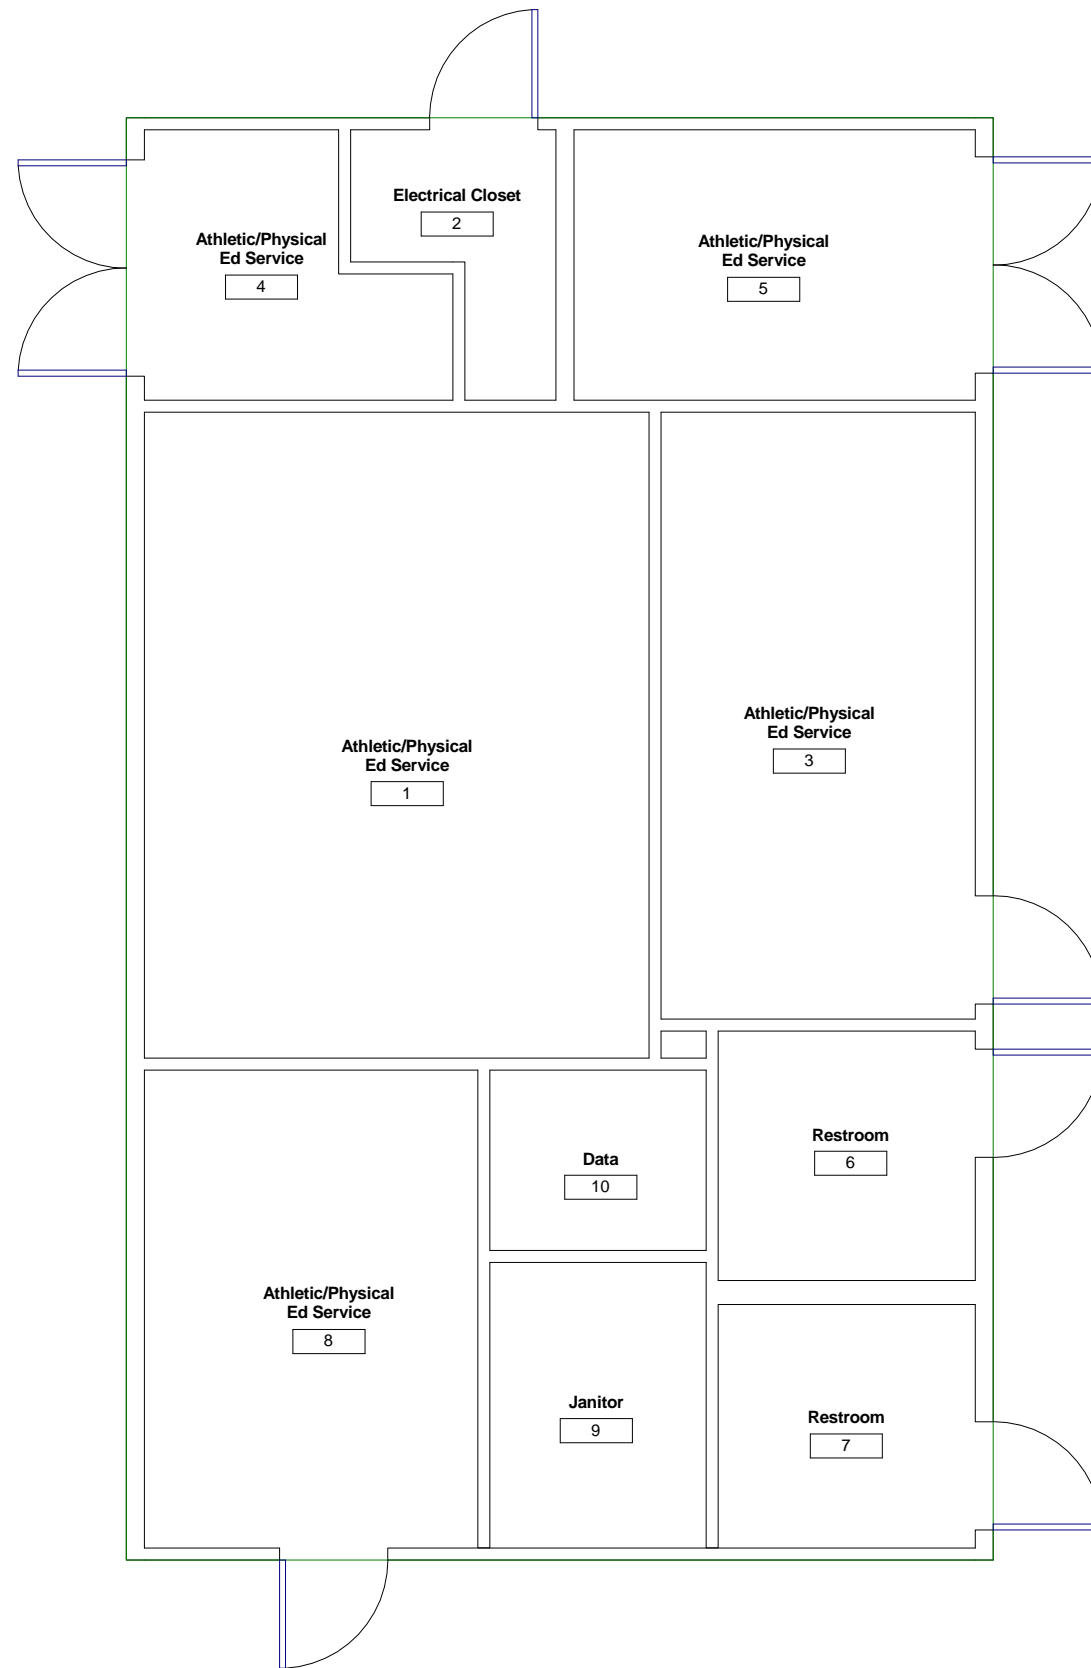 Electrical Closet
2
Athletic/Physical
Ed Service
4
Athletic/Physical
Ed Service
5
Athletic/Physical
Ed Service
3
Athletic/Physical
Ed Service
1
Restroom
6
Data
10
Athletic/Physical
Ed Service
8
Janitor
9
Restroom
7